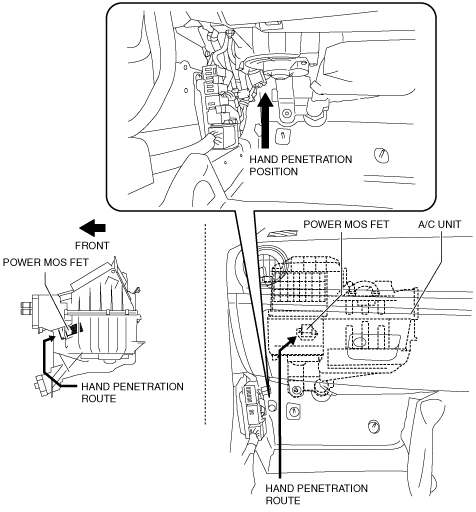 HAND PENETRATION
POSITION
FRONT
POWER MOS FET
HAND PENETRATION
ROUTE
POWER MOS FET
A/C UNIT
HAND PENETRATION
ROUTE